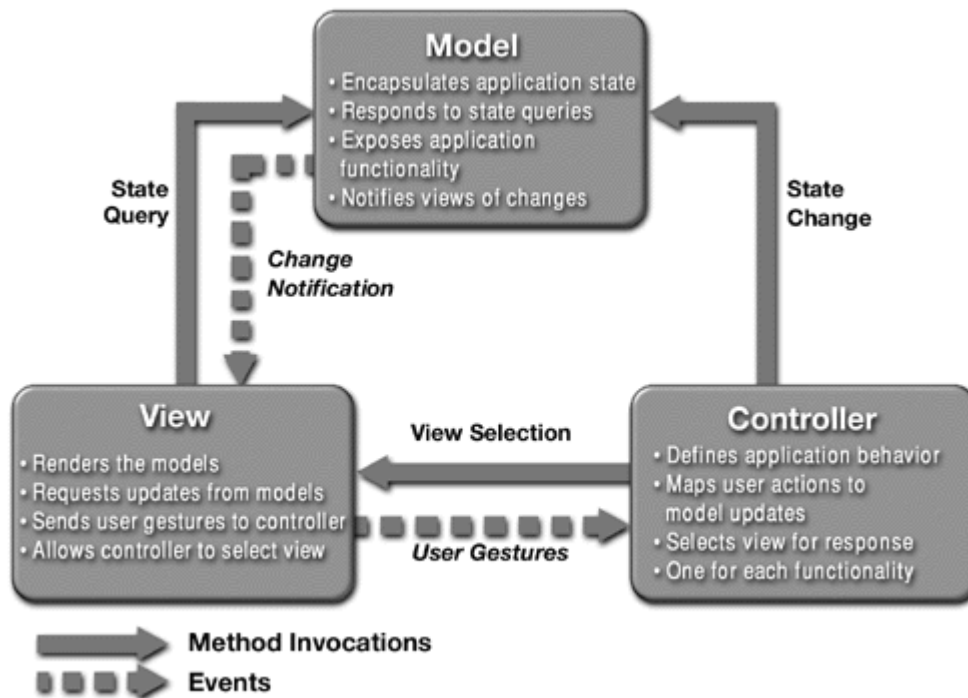 Model
• Encapsulates application state
• Responds to state queries
• Exposes application
functionality
• Notifies views of changes
State
Query
State
Change
Change
Notification
View
• Renders the models
• Requests updates from models
• Sends user gestures to controller
• Allows controller to select view
View Selection
User Gestures
Controller
• Defines application behavior
• Maps user actions to
model updates
• Selects view for response
• One for each functionality
Method Invocations
Events